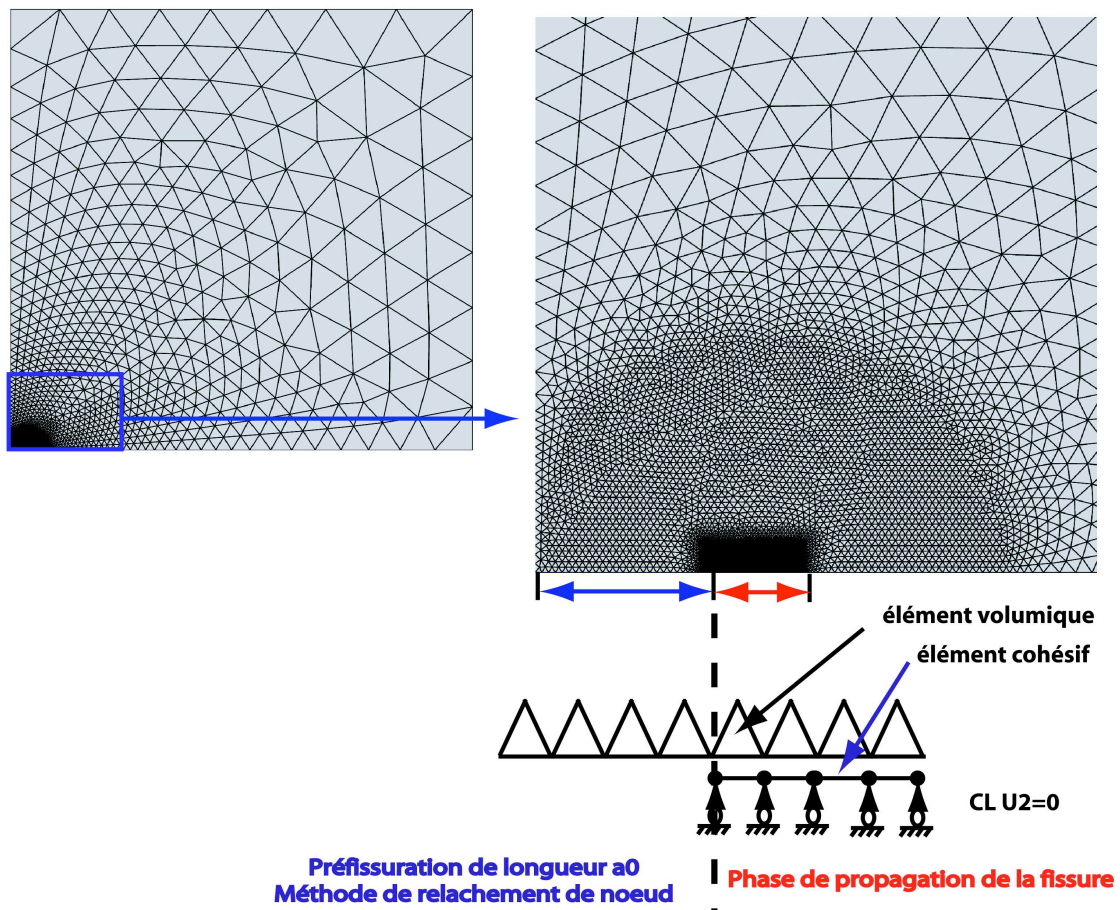 élément volumique
élément cohésif
CL U2=0
Préfissuration de longueur a0
Méthode de relachement de noeud
Phase de propagation de la fissure